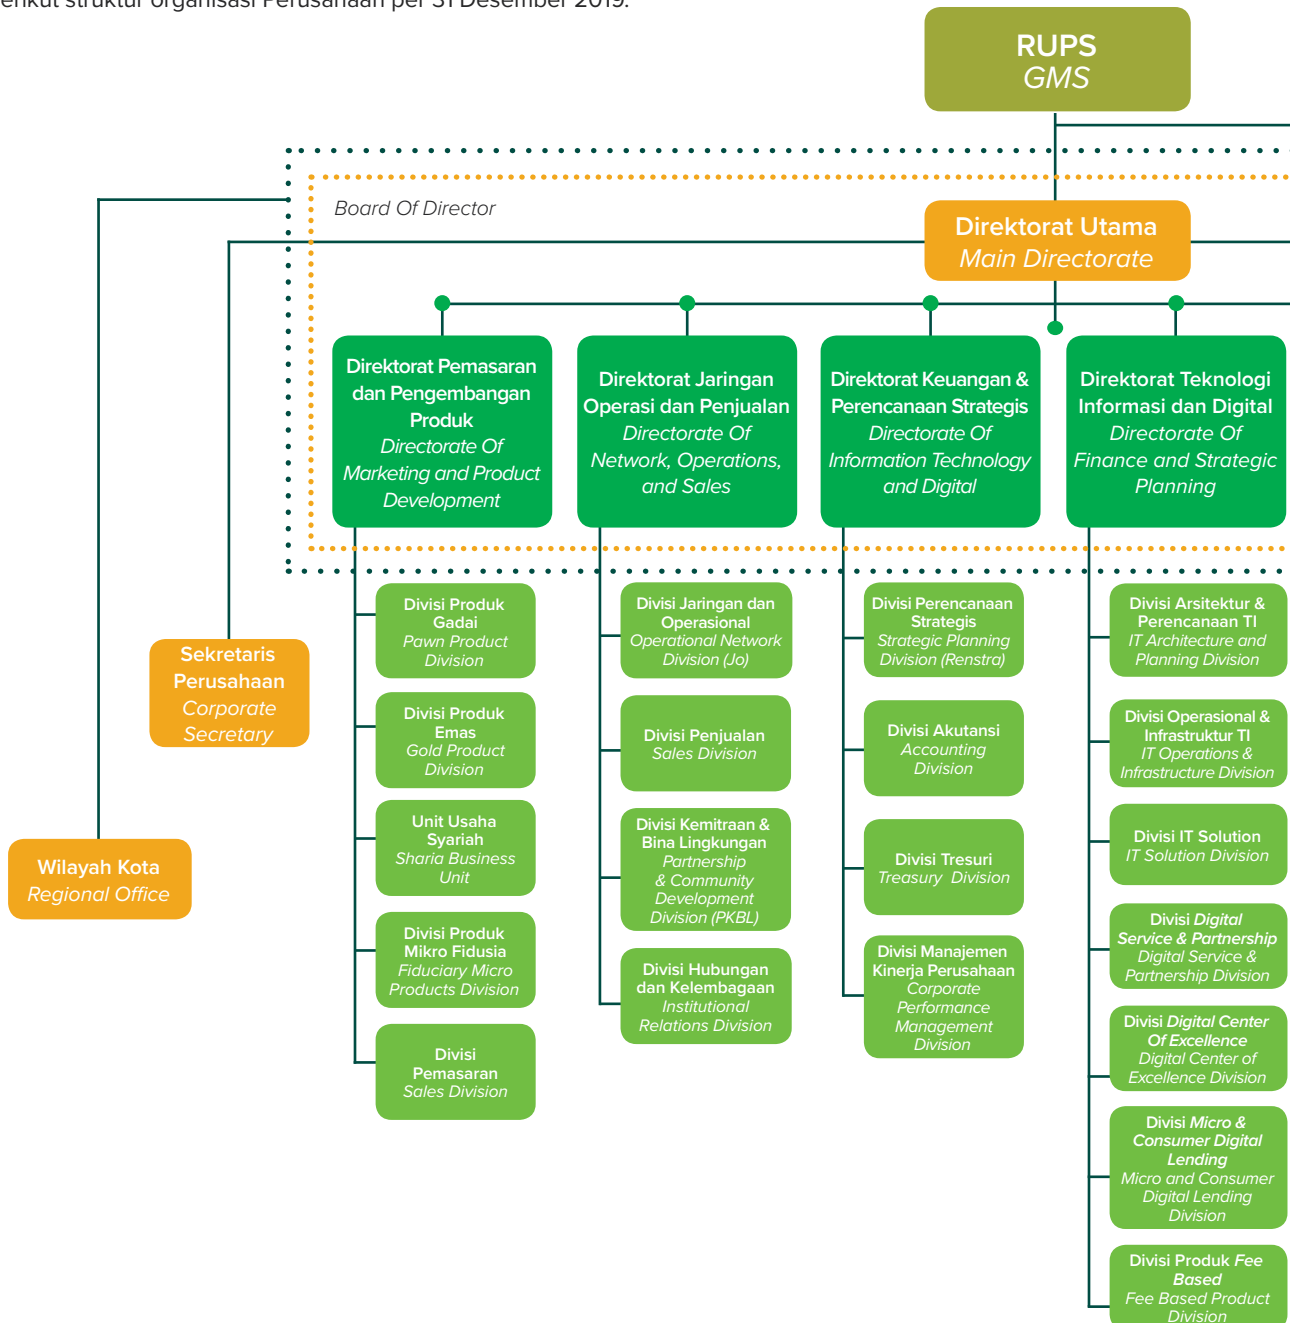 erikut struktur organisasi Perusahaan per 31 Desember 2019.
RUPS
GMS
Board Of Director
Direktorat Utama
Main Directorate
Direktorat Pemasaran
dan Pengembangan
Produk
Directorate Of
Marketing and Product
Development
Direktorat Jaringan
Operasi dan Penjualan
Directorate Of
Network, Operations,
and Sales
Direktorat Keuangan &
Perencanaan Strategis
Directorate Of
Information Technology
and Digital
Direktorat Teknologi
Informasi dan Digital
Directorate Of
Finance and Strategic
Planning
Sekretaris
Perusahaan
Corporate
Secretary
Wilayah Kota
Regional Office
Divisi Produk
Gadai
Pawn Product
Division
Divisi Produk
Emas
Gold Product
Division
Unit Usaha
Syariah
Sharia Business
Unit
Divisi Produk
Mikro Fidusia
Fiduciary Micro
Products Division
Divisi
Pemasaran
Sales Division
Divisi Jaringan dan
Operasional
Operational Network
Division (Jo)
Divisi Penjualan
Sales Division
Divisi Kemitraan &
Bina Lingkungan
Partnership
& Community
Development
Division (PKBL)
Divisi Hubungan
dan Kelembagaan
Institutional
Relations Division
Divisi Perencanaan
Strategis
Strategic Planning
Division (Renstra)
Divisi Akutansi
Accounting
Division
Divisi Tresuri
Treasury Division
Divisi Manajemen
Kinerja Perusahaan
Corporate
Performance
Management
Division
Divisi Arsitektur &
Perencanaan TI
IT Architecture and
Planning Division
Divisi Operasional &
Infrastruktur TI
IT Operations &
Infrastructure Division
Divisi IT Solution
IT Solution Division
Divisi Digital
Service & Partnership
Digital Service &
Partnership Division
Divisi Digital Center
Of Excellence
Digital Center of
Excellence Division
Divisi Micro &
Consumer Digital
Lending
Micro and Consumer
Digital Lending
Division
Divisi Produk Fee
Based
Fee Based Product
Division